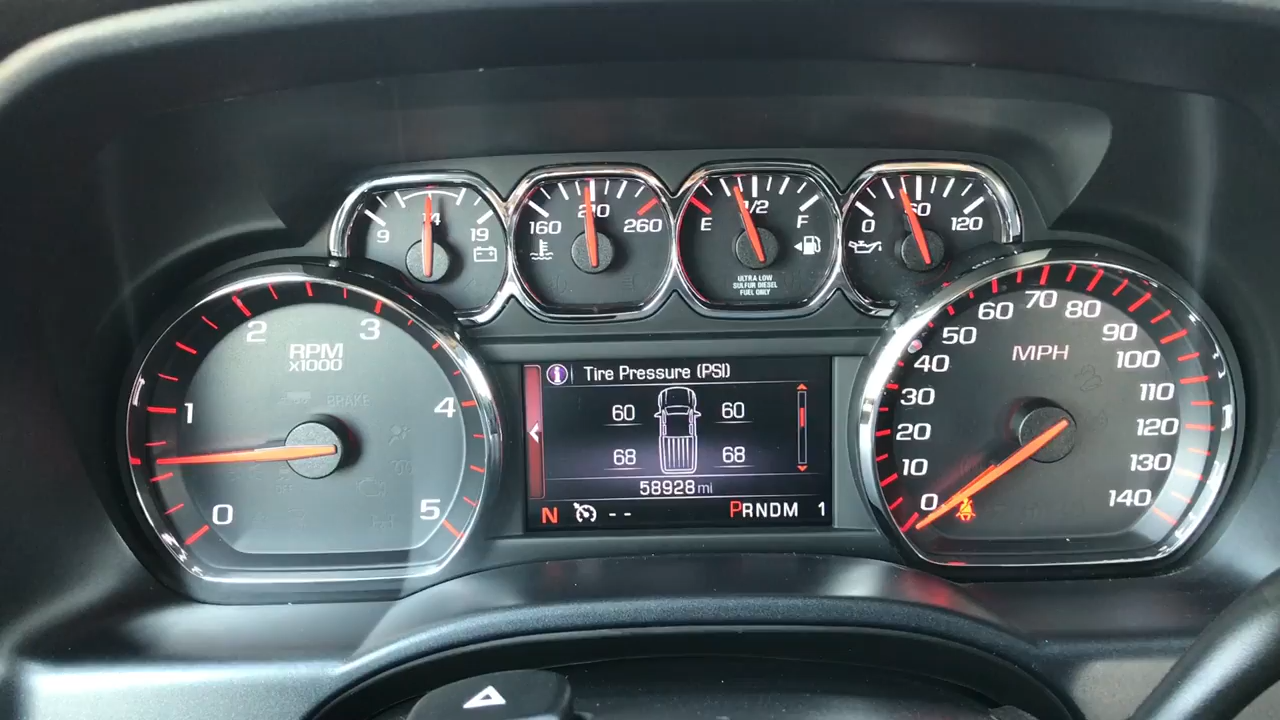 9 14 19
160 210 260
E 1/2 F
ULTRA LOW
SULFUR DIESEL
FUEL ONLY
0 60 120
RPM
x1000
0 1 2 3 4 5
BRAKE
Tire Pressure (PSI)
60 60
68 68
58928 mi
N -- PRNDM 1
MPH
0 10 20 30 40 50 60 70 80 90 100 110 120 130 140